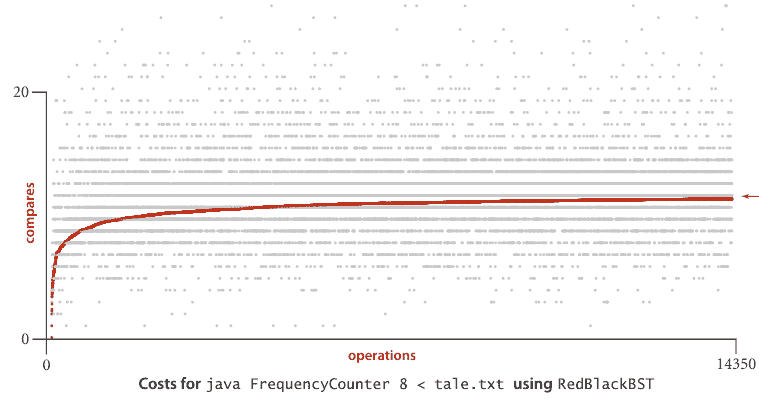 20
compares
0
0
operations
14350
Costs for java FrequencyCounter 8 < tale.txt using RedBlackBST